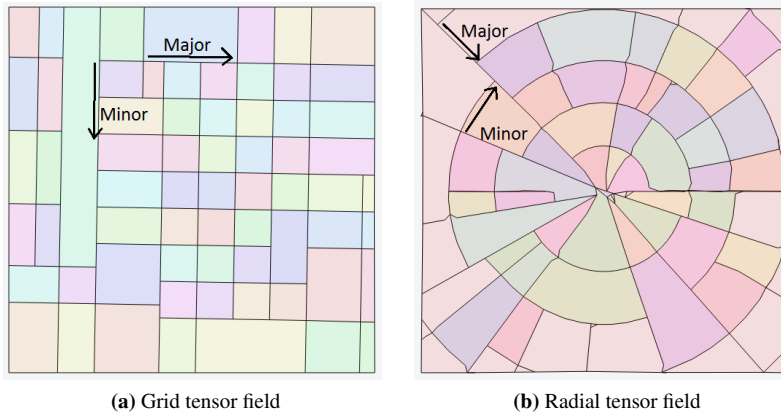 Major
Minor
Major
Minor
(a) Grid tensor field
(b) Radial tensor field